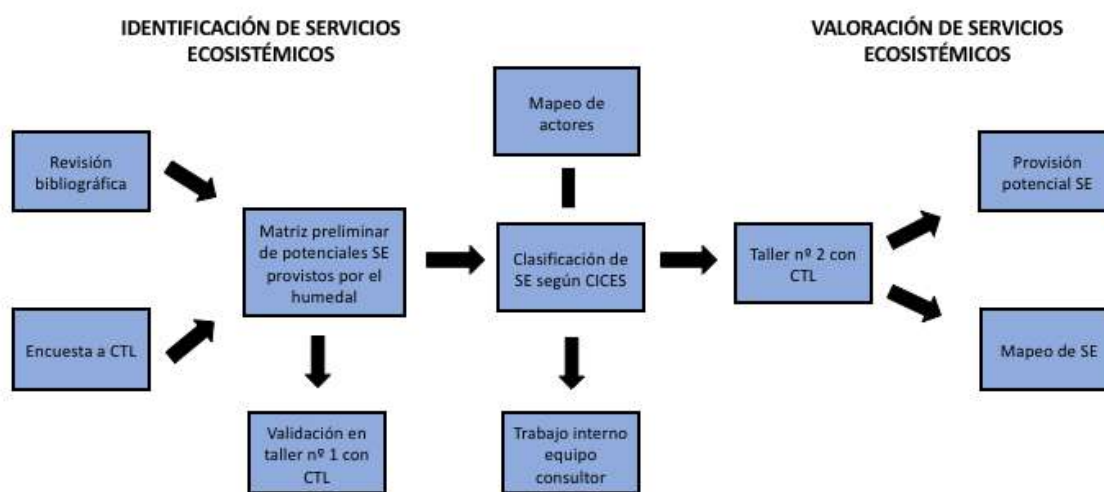 IDENTIFICACIÓN DE SERVICIOS
ECOSISTÉMICOS
VALORACIÓN DE SERVICIOS
ECOSISTÉMICOS
Mapeo de
actores
Revisión
bibliográfica
Provisión
potencial SE
Matriz preliminar
de potenciales SE
provistos por el
humedal
Clasificación de
SE según CICES
Taller nº 2 con
CTL
Encuesta a CTL
Mapeo de SE
Validación en
taller nº 1 con
CTL
Trabajo interno
equipo
consultor